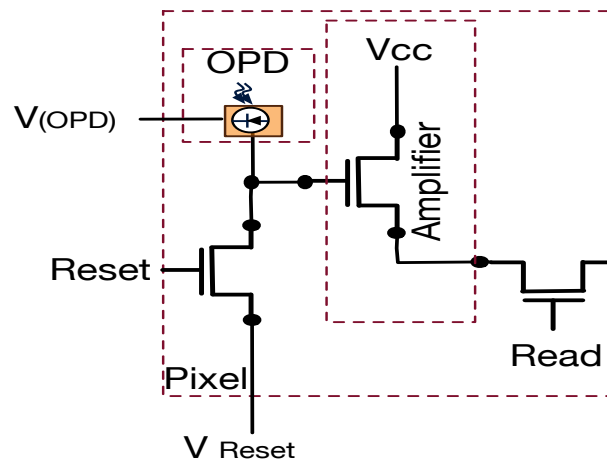 OPD
Vcc
V(OPD)
Amplifier
Reset
Read
Pixel
V Reset